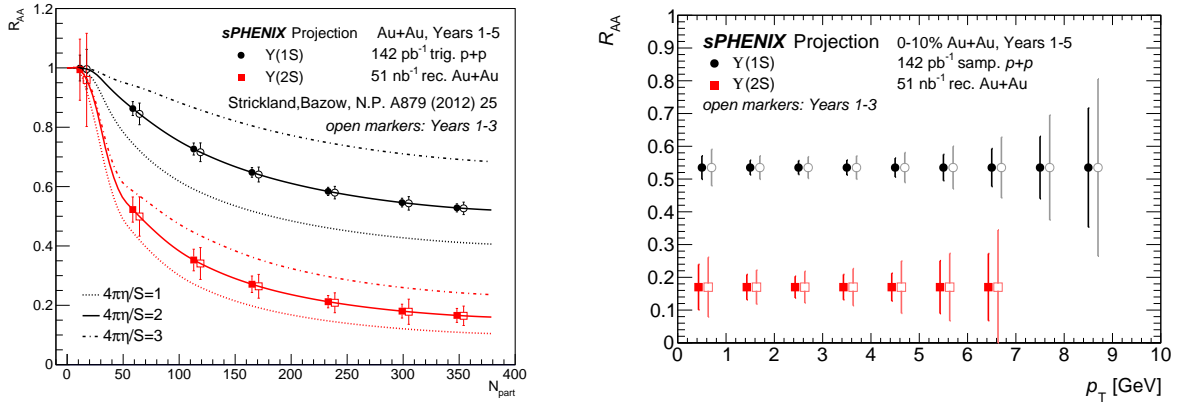 R_AA
sPHENIX Projection Au+Au, Years 1-5
Υ(1S) 142 pb⁻¹ trig. p+p
Υ(2S) 51 nb⁻¹ rec. Au+Au
Strickland,Bazow, N.P. A879 (2012) 25
open markers: Years 1-3
4πη/S=1
4πη/S=2
4πη/S=3
1
0.8
0.6
0.4
0.2
0
0 50 100 150 200 250 300 350 400
N_part
R_AA
sPHENIX Projection 0-10% Au+Au, Years 1-5
Υ(1S) 142 pb⁻¹ samp. p+p
Υ(2S) 51 nb⁻¹ rec. Au+Au
open markers: Years 1-3
1
0.9
0.8
0.7
0.6
0.5
0.4
0.3
0.2
0.1
0
0 1 2 3 4 5 6 7 8 9 10
p_T [GeV]